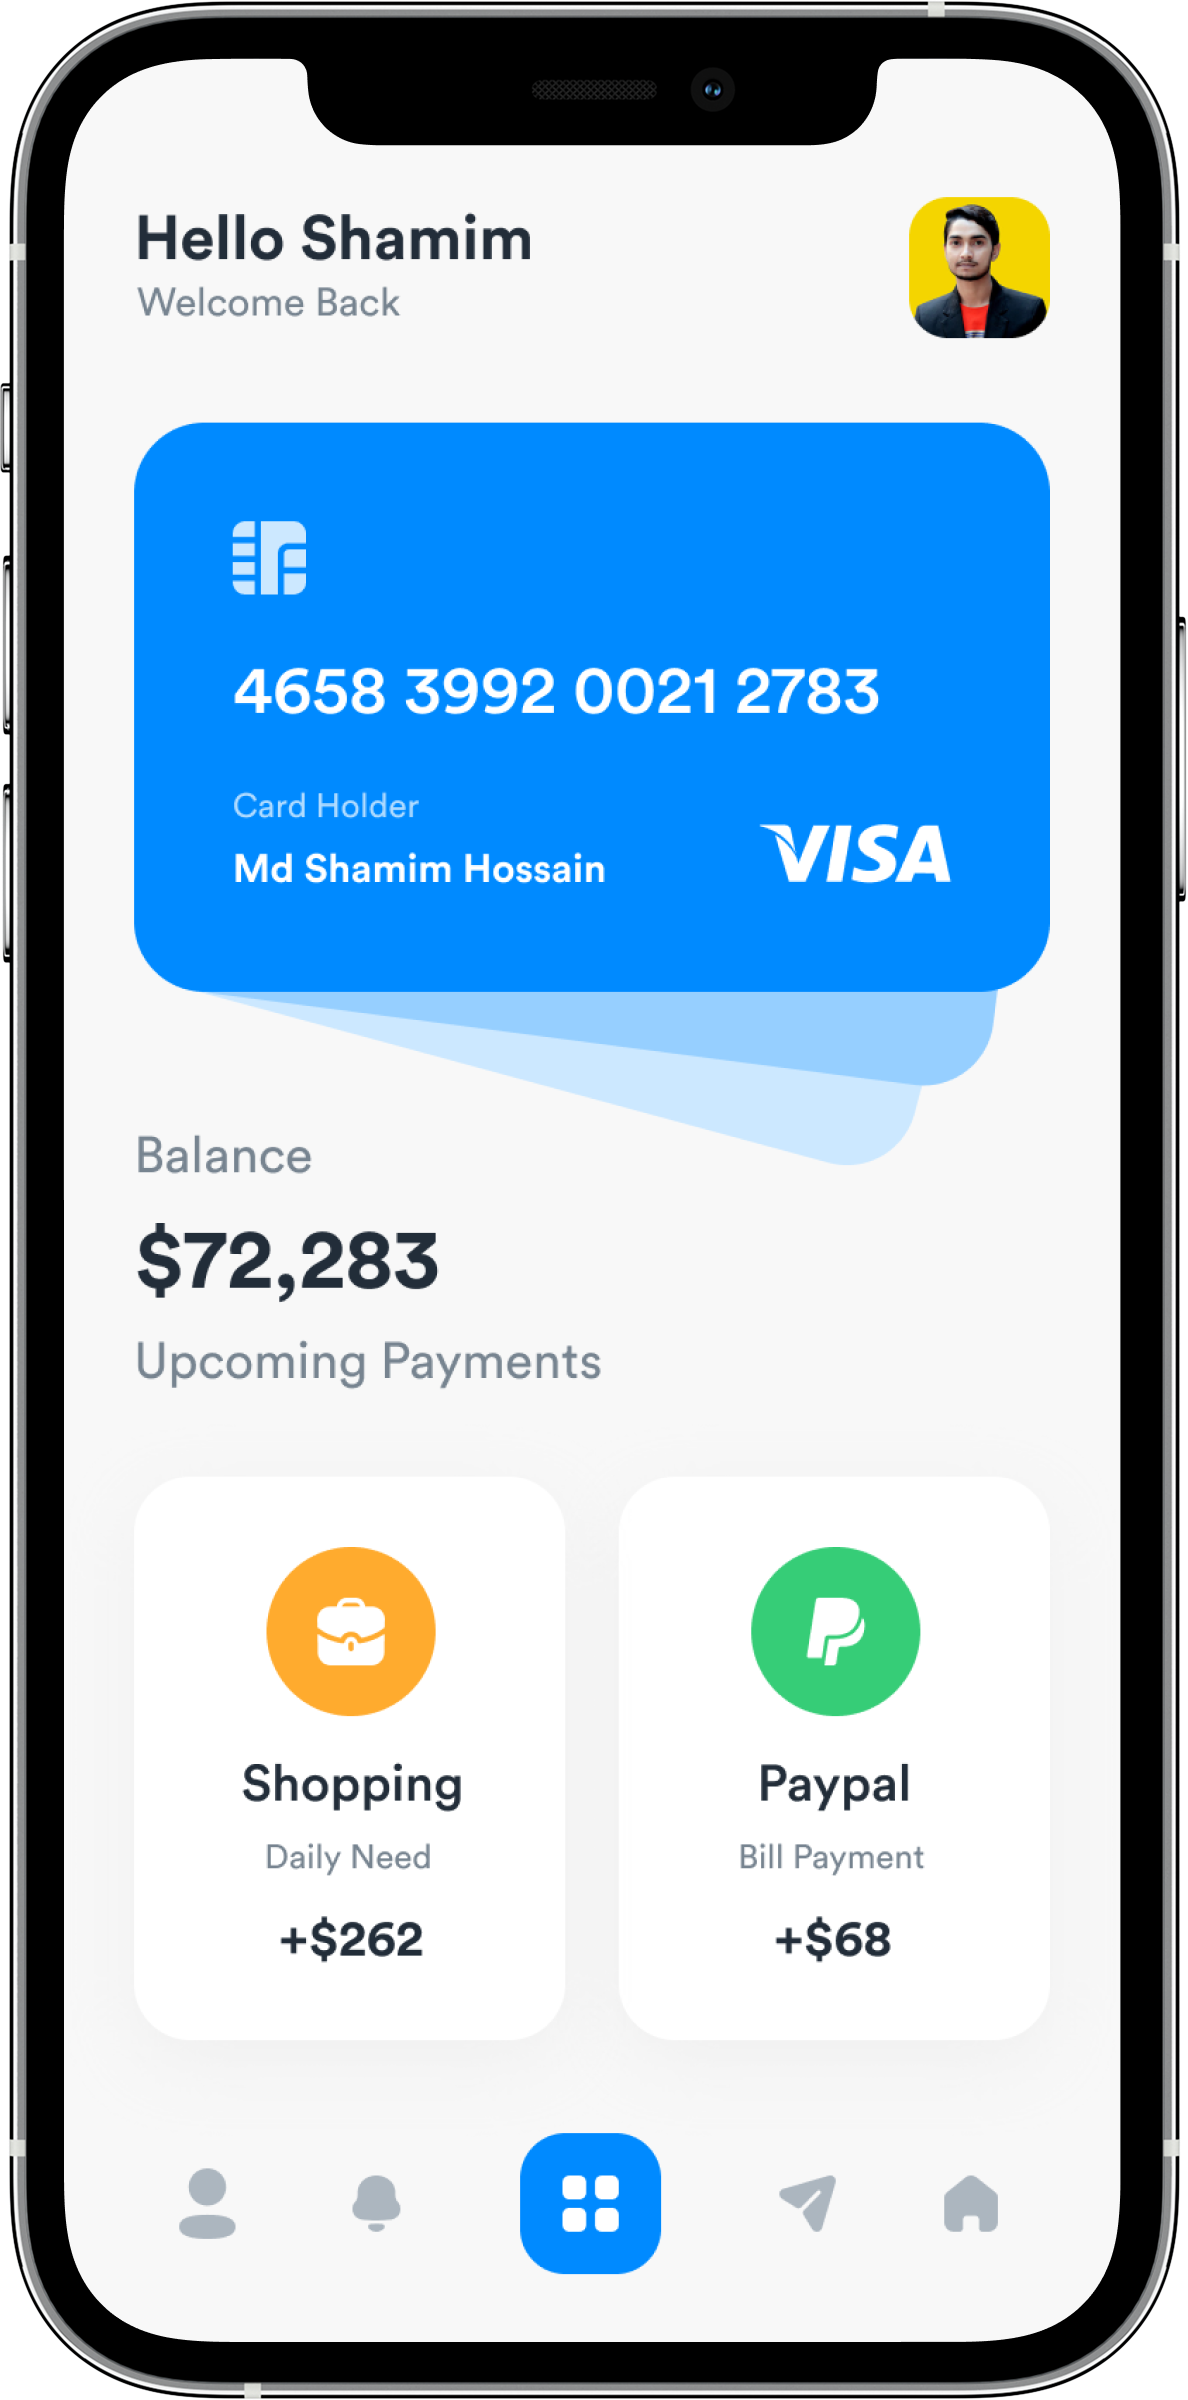 Hello Shamim
Welcome Back
4658 3992 0021 2783
Card Holder
Md Shamim Hossain
VISA
Balance
$72,283
Upcoming Payments
Shopping
Daily Need
+$262
Paypal
Bill Payment
+$68